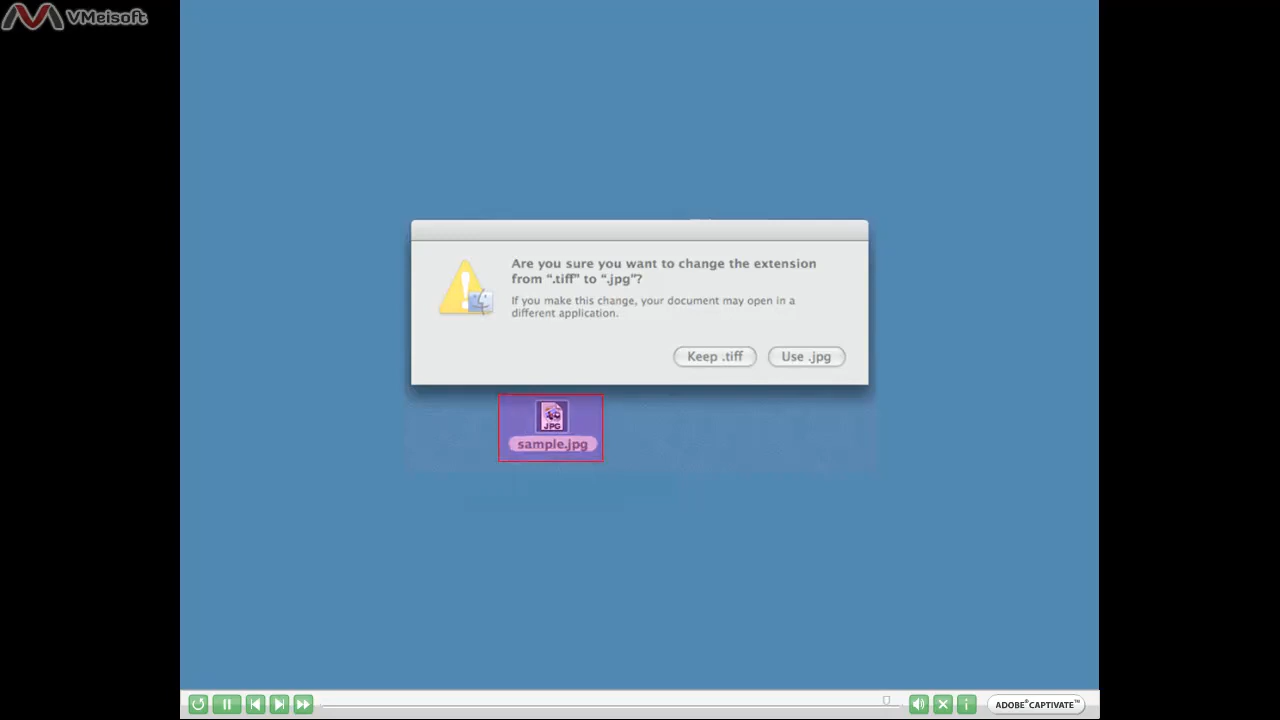 VMeisoft
Are you sure you want to change the extension
from “.tiff” to “.jpg”?
If you make this change, your document may open in a
different application.
Keep .tiff
Use .jpg
JPG
sample.jpg
ADOBE® CAPTIVATE™